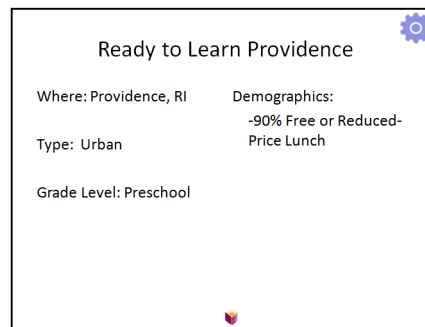 Ready to Learn Providence
Where: Providence, RI
Type: Urban
Grade Level: Preschool
Demographics:
-90% Free or Reduced-
Price Lunch